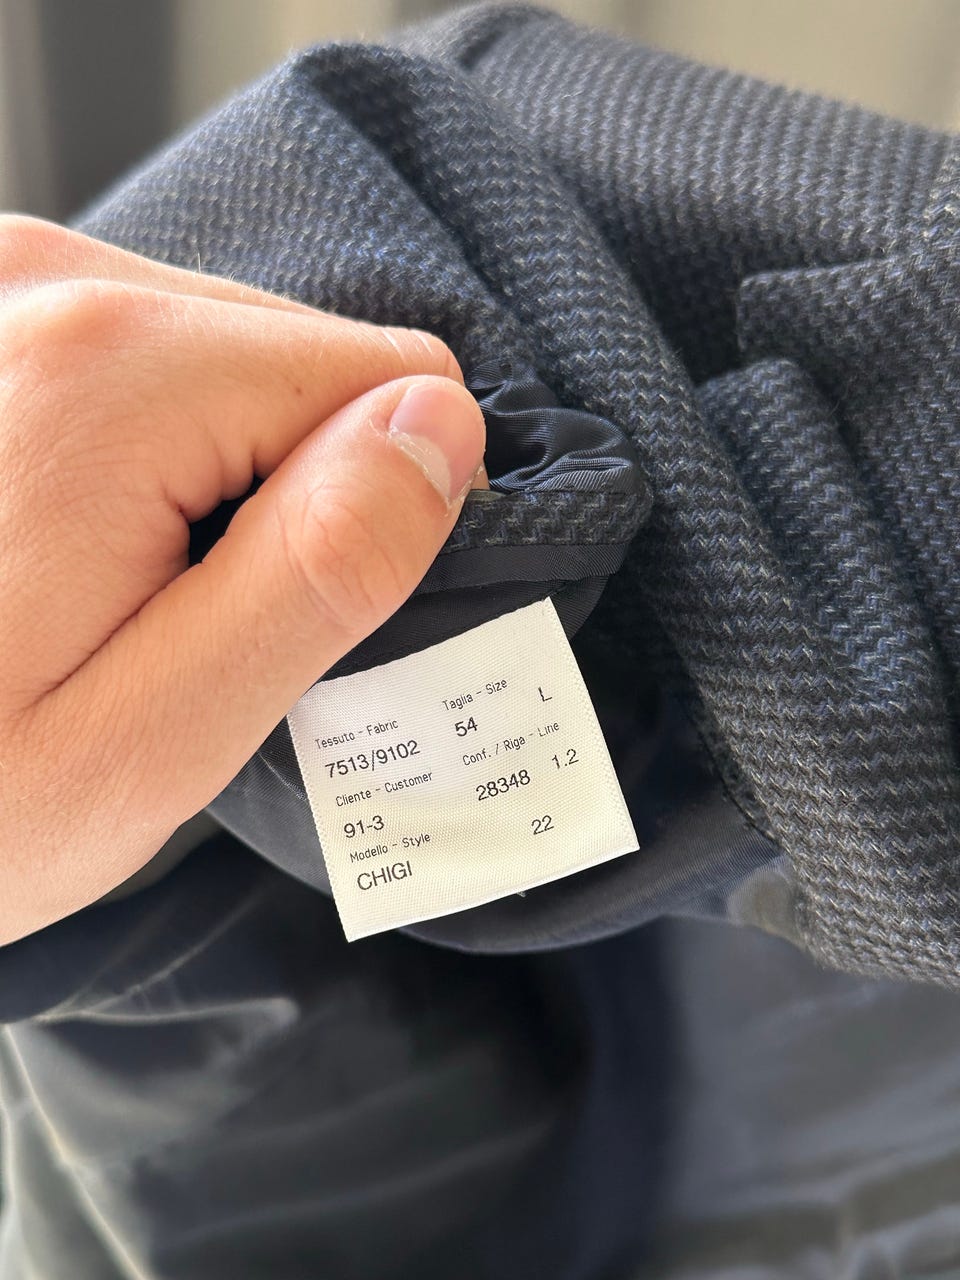 Tessuto - Fabric Taglia - Size
7513/9102 54 L
Cliente - Customer Conf. / Riga - Line
91-3 28348 1.2
Modello - Style 22
CHIGI